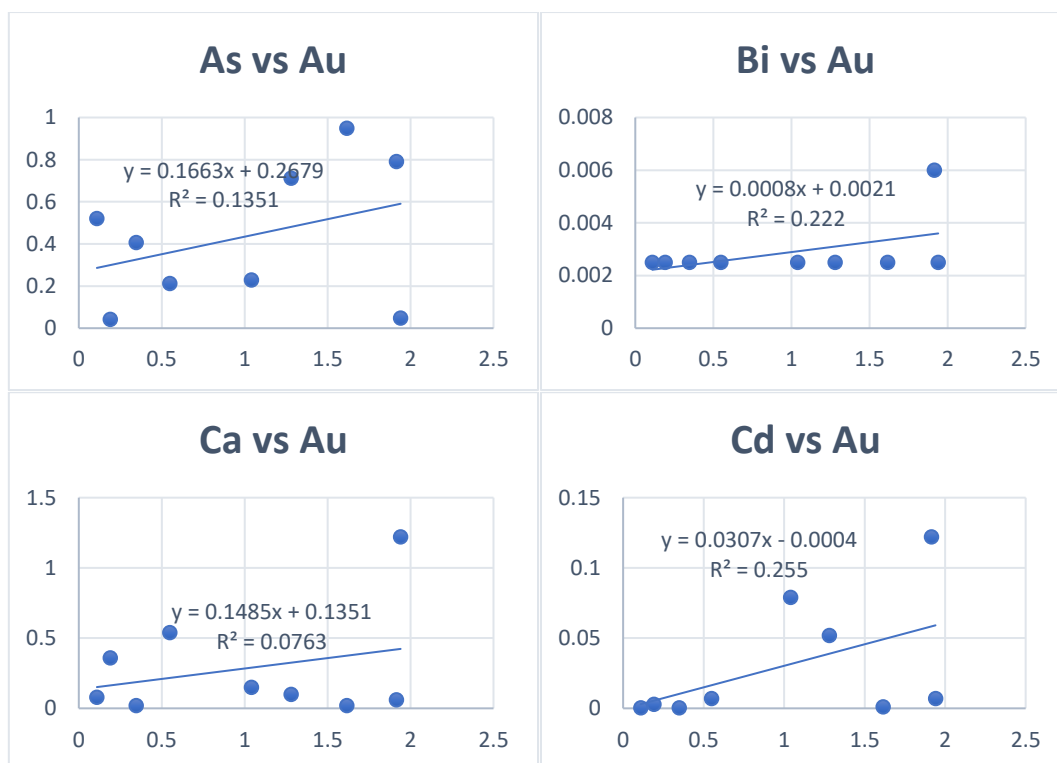 As vs Au
1
0.8
0.6
0.4
0.2
0
y = 0.1663x + 0.2679
R² = 0.1351
0 0.5 1 1.5 2 2.5
Bi vs Au
0.008
0.006
0.004
0.002
0
y = 0.0008x + 0.0021
R² = 0.222
0 0.5 1 1.5 2 2.5
Ca vs Au
1.5
1
0.5
0
y = 0.1485x + 0.1351
R² = 0.0763
0 0.5 1 1.5 2 2.5
Cd vs Au
0.15
0.1
0.05
0
y = 0.0307x - 0.0004
R² = 0.255
0 0.5 1 1.5 2 2.5